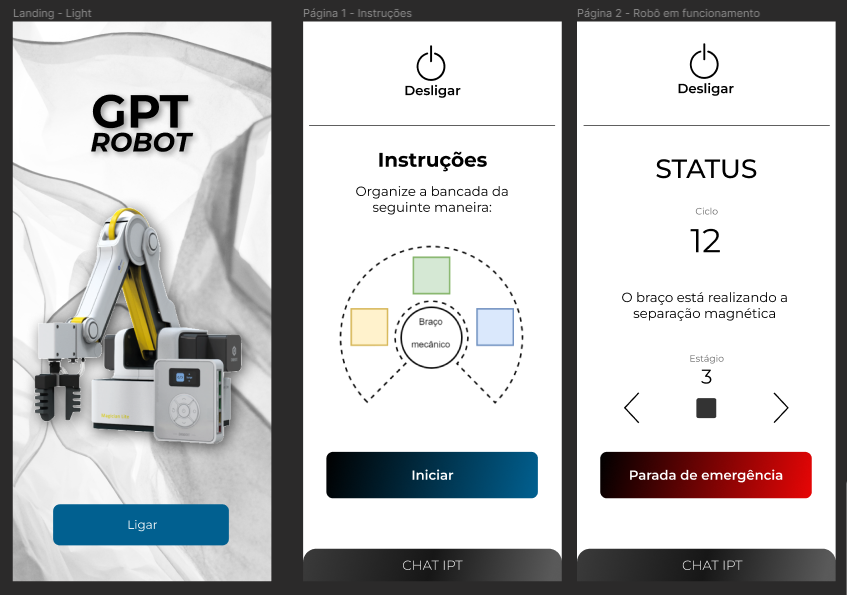 Landing - Light
GPT
ROBOT
Ligar
Página 1 - Instruções
Desligar
Instruções
Organize a bancada da
seguinte maneira:
Braço
mecânico
Iniciar
CHAT IPT
Página 2 - Robô em funcionamento
Desligar
STATUS
Ciclo
12
O braço está realizando a
separação magnética
Estágio
3
Parada de emergência
CHAT IPT